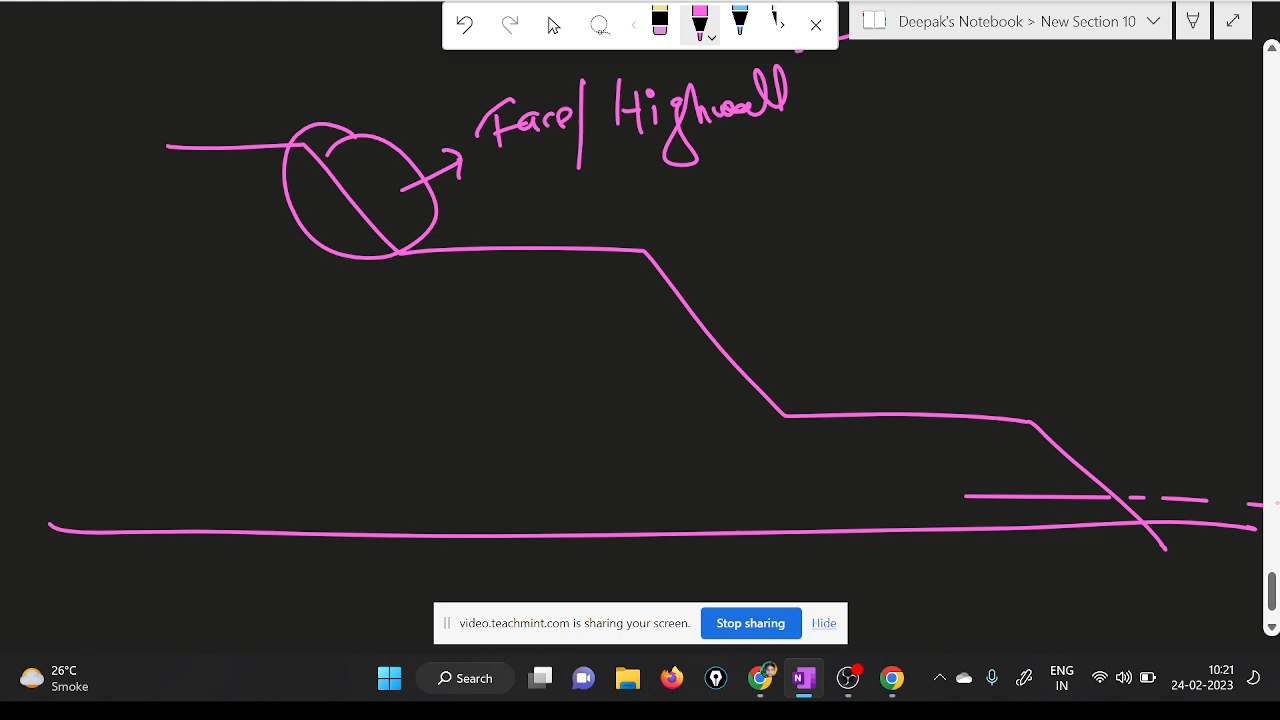 Deepak's Notebook > New Section 10
Face/ Highwall
video.teachmint.com is sharing your screen.
Stop sharing
Hide
26°C
Smoke
Search
ENG
IN
10:21
24-02-2023